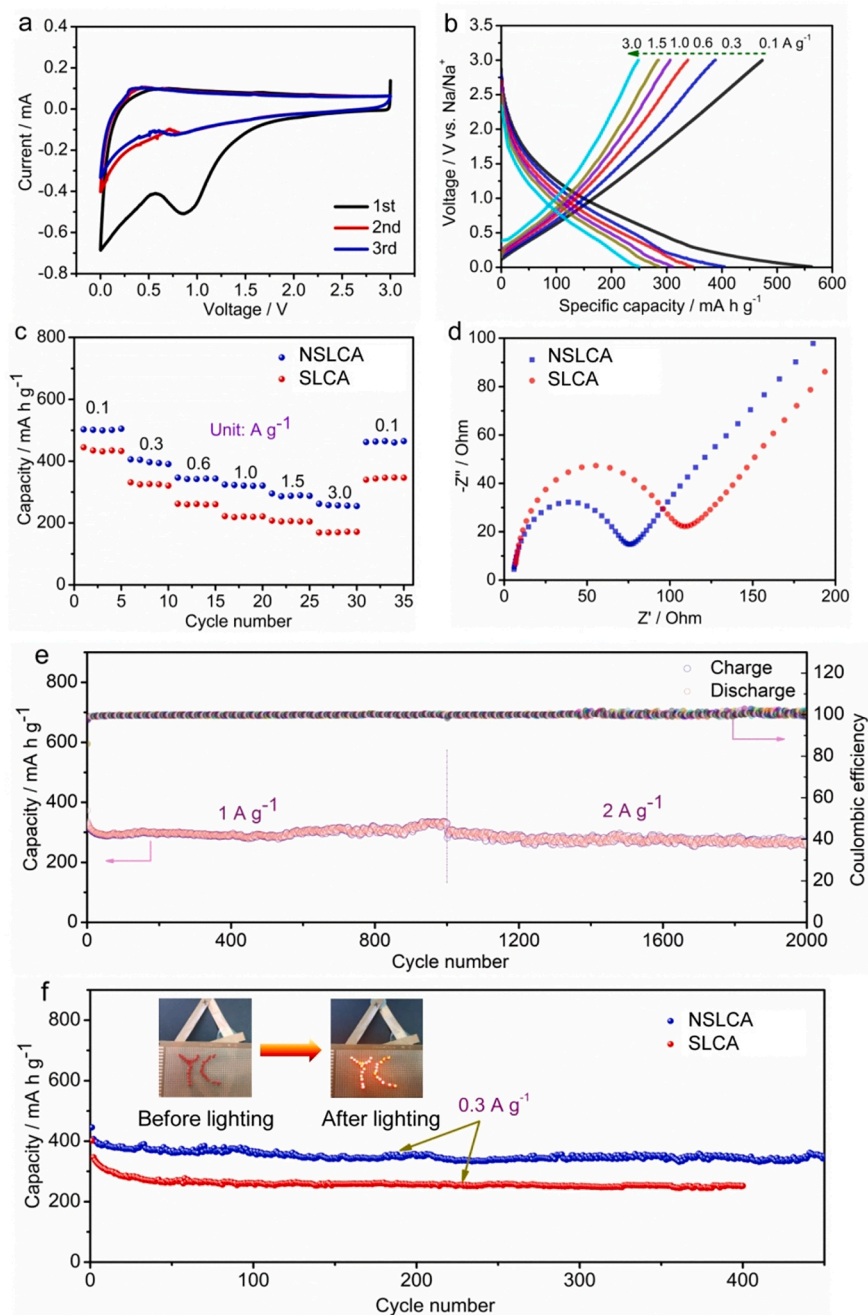 a
0.4
0.2
0.0
-0.2
-0.4
-0.6
-0.8
Current / mA
1st
2nd
3rd
0.0 0.5 1.0 1.5 2.0 2.5 3.0
Voltage / V
b
3.0 1.5 1.0 0.6 0.3 0.1 A g-1
3.5
3.0
2.5
2.0
1.5
1.0
0.5
0.0
Voltage / V vs. Na/Na+
0 100 200 300 400 500 600
Specific capacity / mA h g-1
c
800
600
400
200
0
Capacity / mAh g-1
NSLCA
SLCA
0.1
0.3
Unit: A g-1
0.6
1.0
1.5
3.0
0.1
0 5 10 15 20 25 30 35
Cycle number
d
100
80
60
40
20
0
-Z'' / Ohm
NSLCA
SLCA
0 50 100 150 200
Z' / Ohm
e
900
800
700
600
500
400
300
200
100
0
Capacity / mA h g-1
Charge
Discharge
1 A g-1
2 A g-1
120
100
80
60
40
20
0
Coulombic efficiency
0 400 800 1200 1600 2000
Cycle number
f
800
600
400
200
0
Capacity / mA h g-1
NSLCA
SLCA
Before lighting
After lighting
0.3 A g-1
0 100 200 300 400
Cycle number